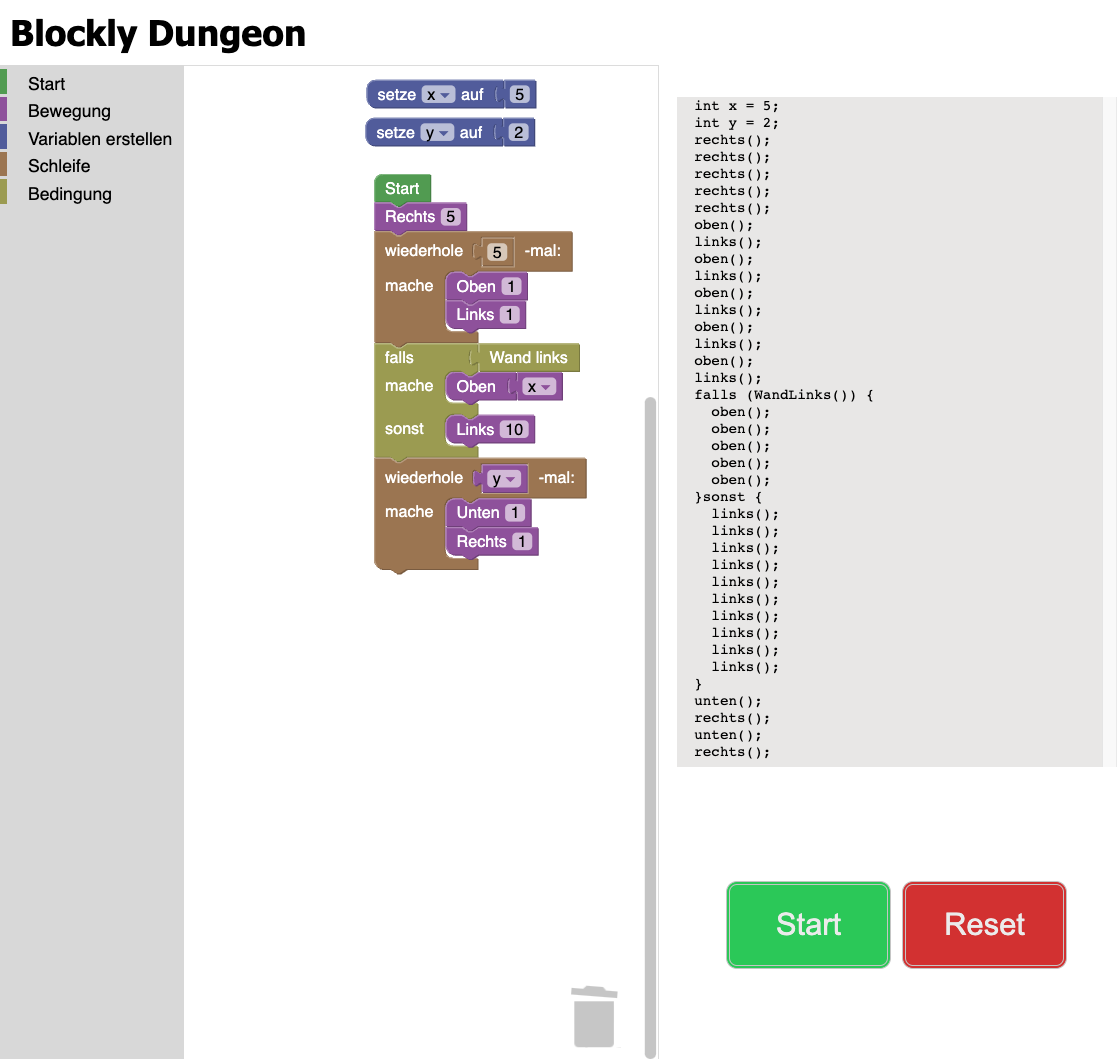 Blockly Dungeon
Start
Bewegung
Variablen erstellen
Schleife
Bedingung
setze x auf 5
setze y auf 2
Start
Rechts 5
wiederhole 5 -mal:
mache Oben 1
Links 1
falls Wand links
mache Oben x
sonst Links 10
wiederhole y -mal:
mache Unten 1
Rechts 1
int x = 5;
int y = 2;
rechts();
rechts();
rechts();
rechts();
rechts();
oben();
links();
oben();
links();
oben();
links();
oben();
links();
oben();
links();
falls (WandLinks()) {
  oben();
  oben();
  oben();
  oben();
  oben();
}sonst {
  links();
  links();
  links();
  links();
  links();
  links();
  links();
  links();
  links();
  links();
}
unten();
rechts();
unten();
rechts();
Start
Reset